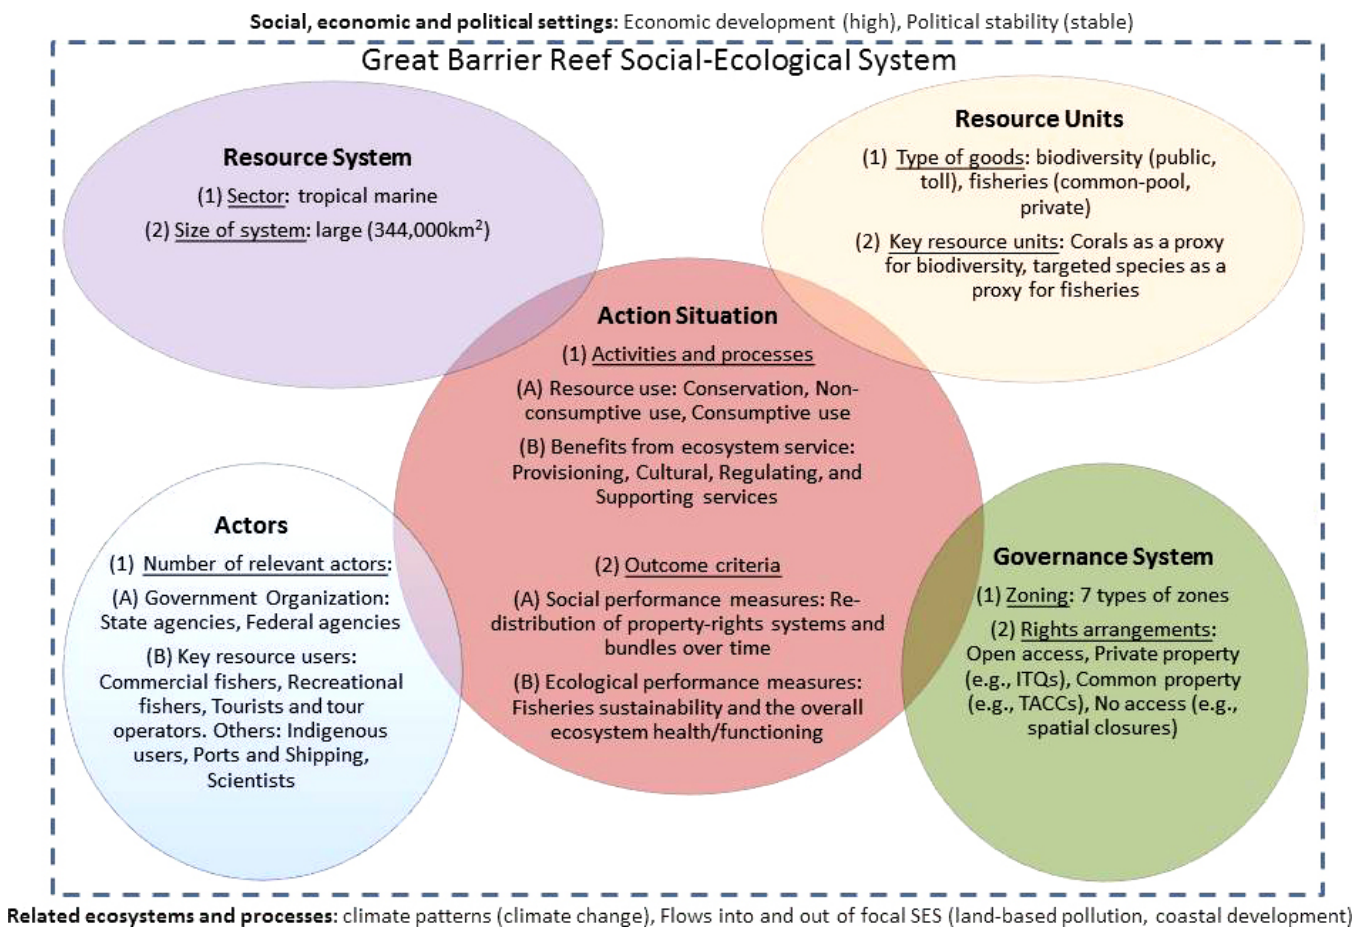 Social, economic and political settings: Economic development (high), Political stability (stable)
Great Barrier Reef Social-Ecological System
Resource System
(1) Sector: tropical marine
(2) Size of system: large (344,000km²)
Resource Units
(1) Type of goods: biodiversity (public,
toll), fisheries (common-pool,
private)
(2) Key resource units: Corals as a proxy
for biodiversity, targeted species as a
proxy for fisheries
Action Situation
(1) Activities and processes
(A) Resource use: Conservation, Non-
consumptive use, Consumptive use
(B) Benefits from ecosystem service:
Provisioning, Cultural, Regulating, and
Supporting services
(2) Outcome criteria
(A) Social performance measures: Re-
distribution of property-rights systems and
bundles over time
(B) Ecological performance measures:
Fisheries sustainability and the overall
ecosystem health/functioning
Actors
(1) Number of relevant actors:
(A) Government Organization:
State agencies, Federal agencies
(B) Key resource users:
Commercial fishers, Recreational
fishers, Tourists and tour
operators. Others: Indigenous
users, Ports and Shipping,
Scientists
Governance System
(1) Zoning: 7 types of zones
(2) Rights arrangements:
Open access, Private property
(e.g., ITQs), Common property
(e.g., TACCs), No access (e.g.,
spatial closures)
Related ecosystems and processes: climate patterns (climate change), Flows into and out of focal SES (land-based pollution, coastal development)